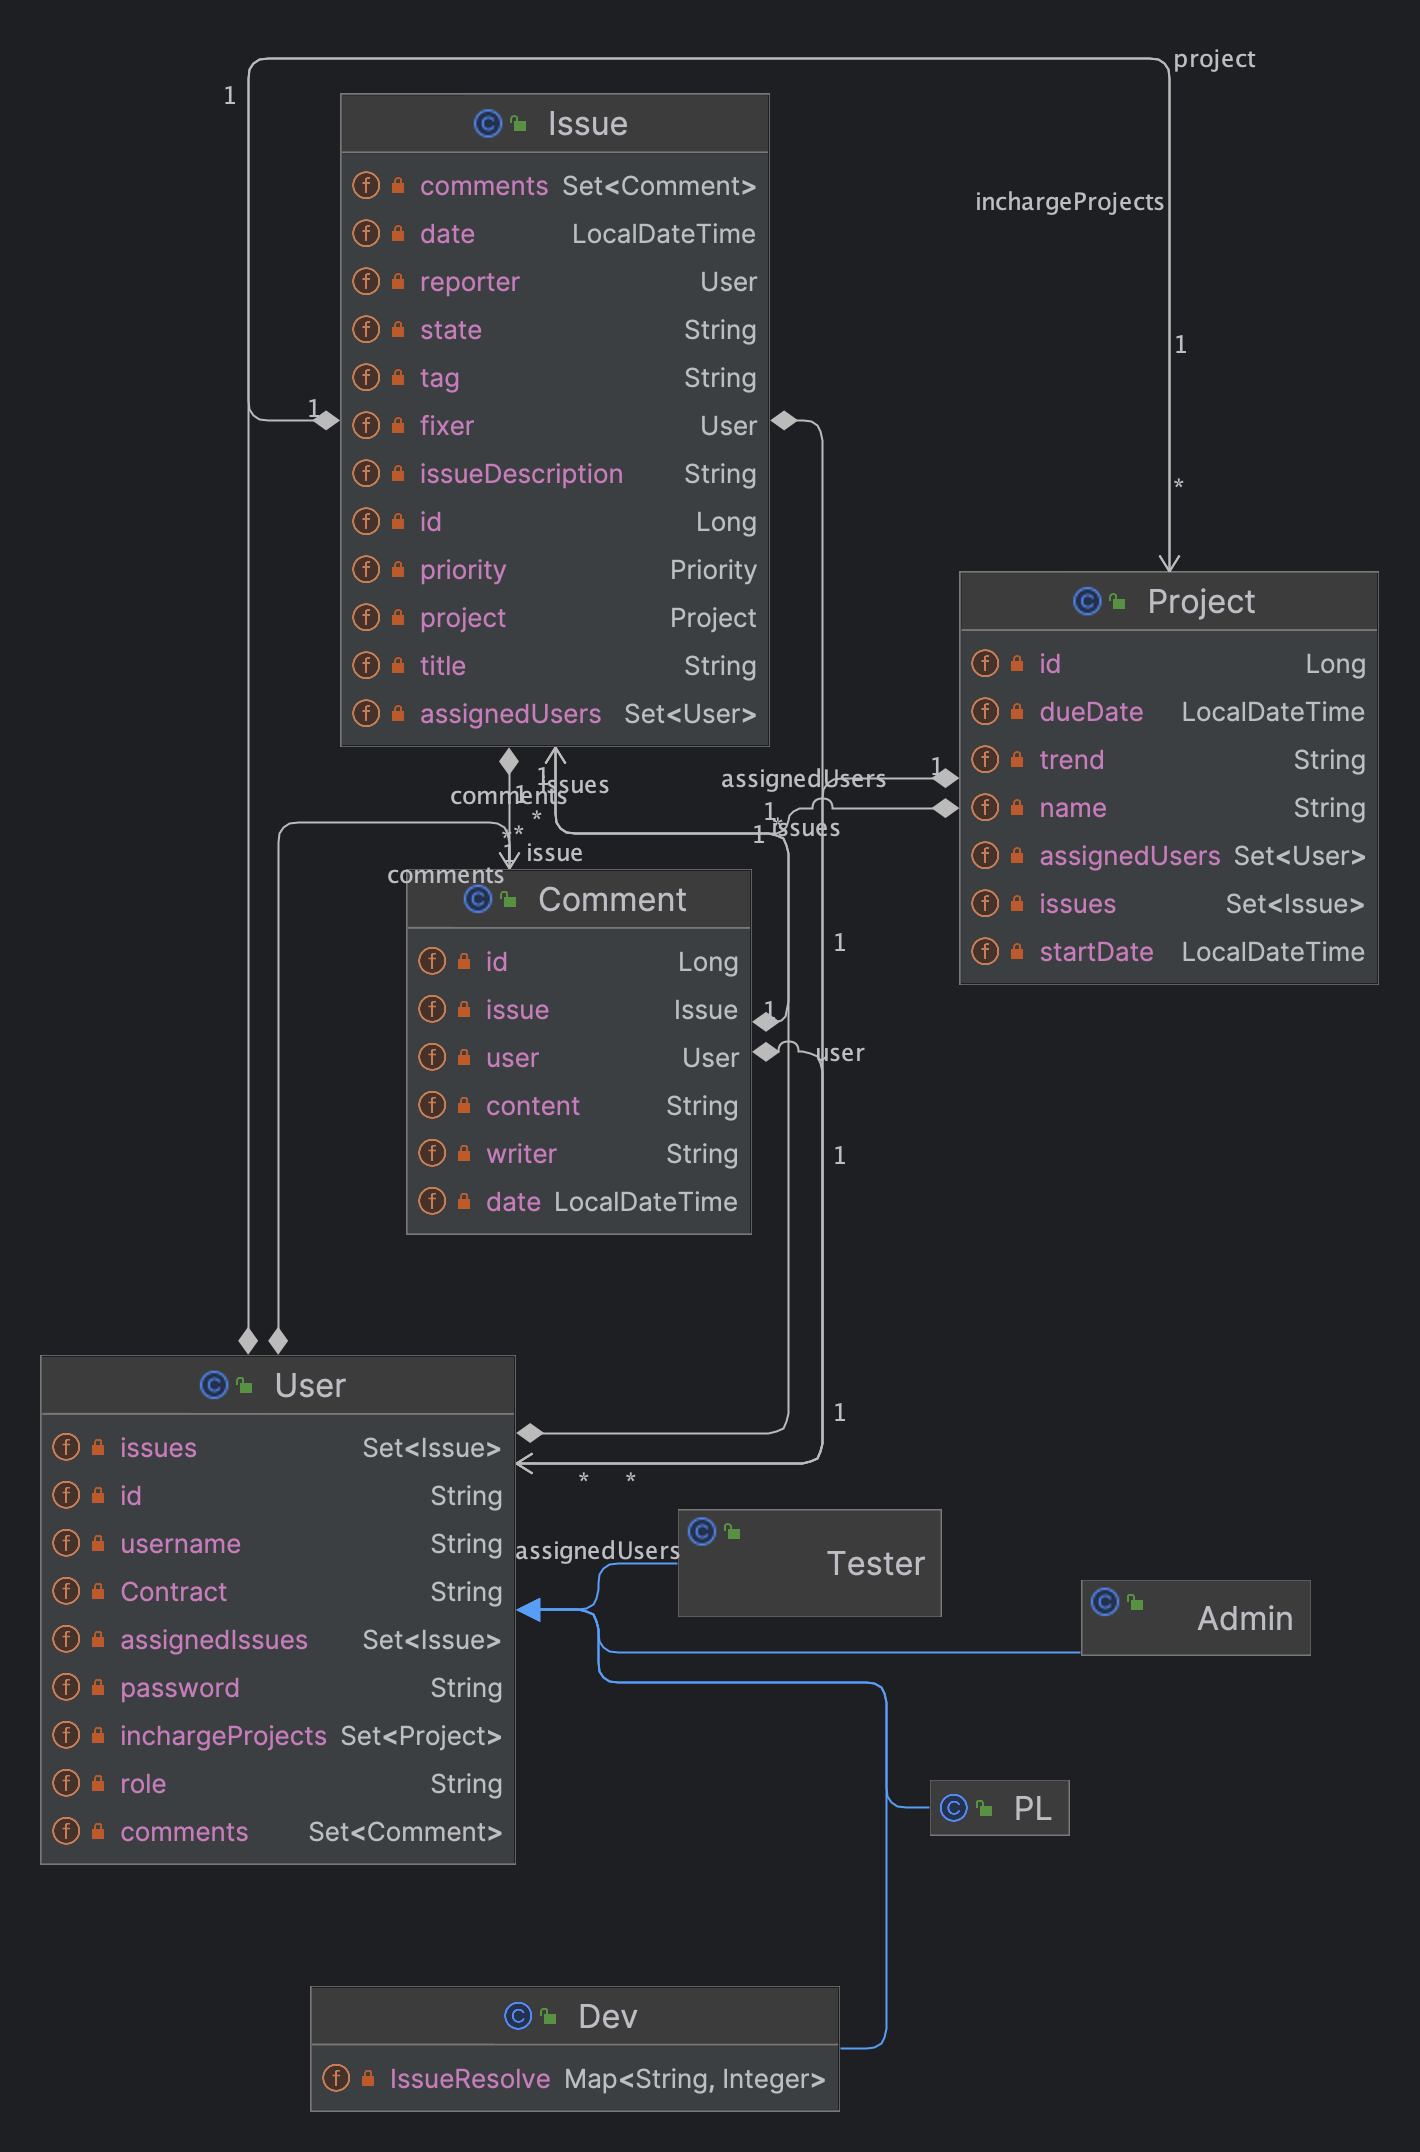 project
1
Issue
comments Set<Comment>
date LocalDateTime
reporter User
state String
tag String
fixer User
issueDescription String
id Long
priority Priority
project Project
title String
assignedUsers Set<User>
inchargeProjects
1
*
1
Project
id Long
dueDate LocalDateTime
trend String
name String
assignedUsers Set<User>
issues Set<Issue>
startDate LocalDateTime
1
issues
comments
1
*
**
1
issue
comments
assignedUsers
1
1
*
1
issues
Comment
id Long
issue Issue
user User
content String
writer String
date LocalDateTime
1
1
user
1
1
* *
User
issues Set<Issue>
id String
username String
Contract String
assignedIssues Set<Issue>
password String
inchargeProjects Set<Project>
role String
comments Set<Comment>
assignedUsers
Tester
Admin
PL
Dev
IssueResolve Map<String, Integer>